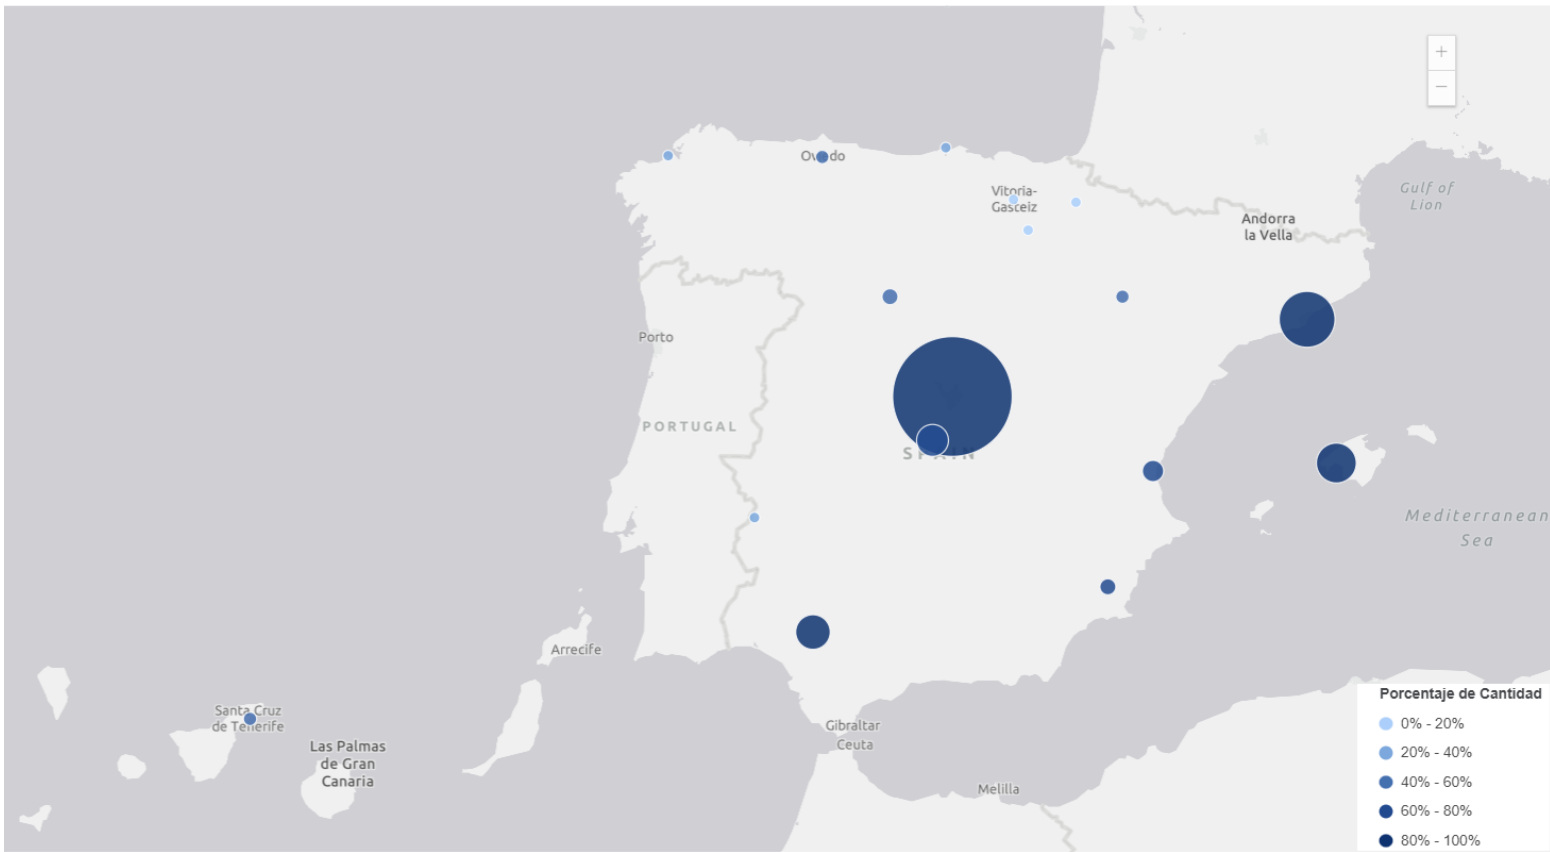 +
−
Oviedo
Vitoria-
Gasteiz
Gulf of
Lion
Andorra
la Vella
Porto
PORTUGAL
SPAIN
Mediterranean
Sea
Arrecife
Santa Cruz
de Tenerife
Las Palmas
de Gran
Canaria
Gibraltar
Ceuta
Melilla
Porcentaje de Cantidad
0% - 20%
20% - 40%
40% - 60%
60% - 80%
80% - 100%